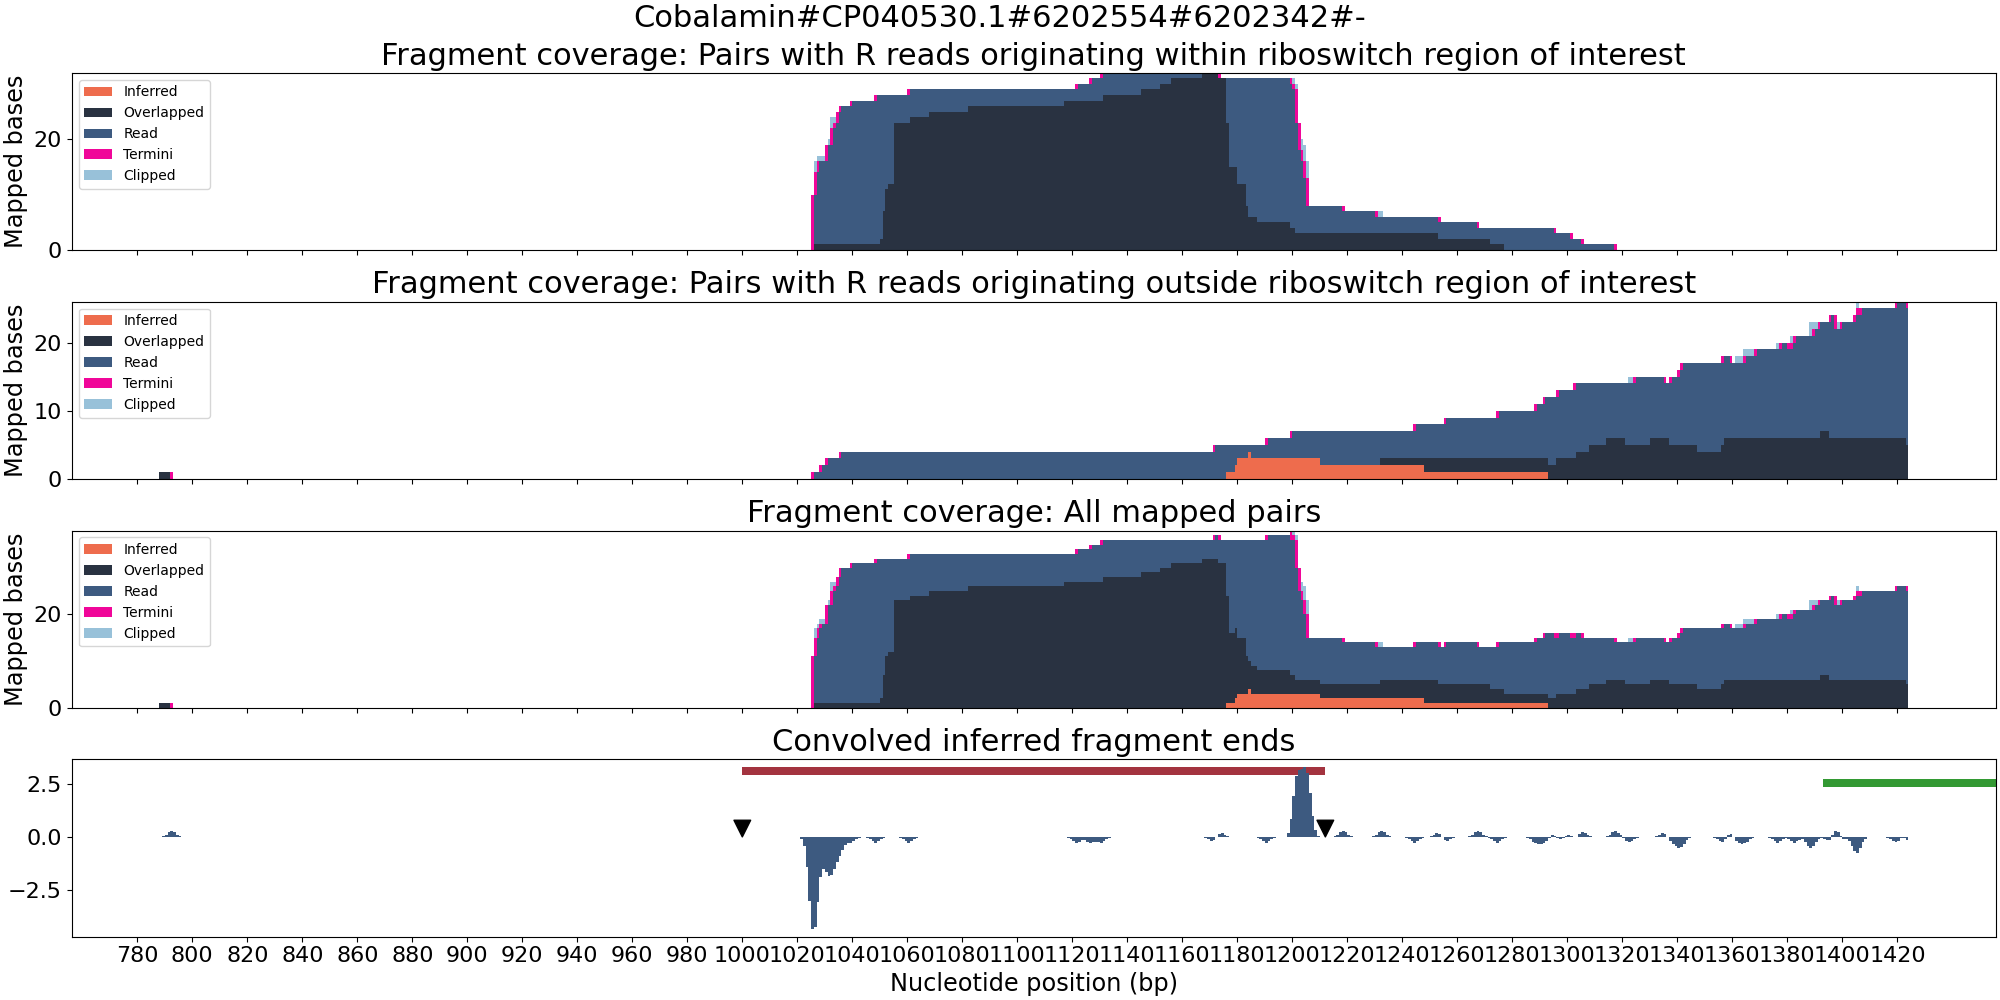 Cobalamin#CP040530.1#6202554#6202342#-
Fragment coverage: Pairs with R reads originating within riboswitch region of interest
Mapped bases
20
0
Inferred
Overlapped
Read
Termini
Clipped
Fragment coverage: Pairs with R reads originating outside riboswitch region of interest
Mapped bases
20
10
0
Inferred
Overlapped
Read
Termini
Clipped
Fragment coverage: All mapped pairs
Mapped bases
20
0
Inferred
Overlapped
Read
Termini
Clipped
Convolved inferred fragment ends
2.5
0.0
−2.5
780 800 820 840 860 880 900 920 940 960 980 1000 1020 1040 1060 1080 1100 1120 1140 1160 1180 1200 1220 1240 1260 1280 1300 1320 1340 1360 1380 1400 1420
Nucleotide position (bp)